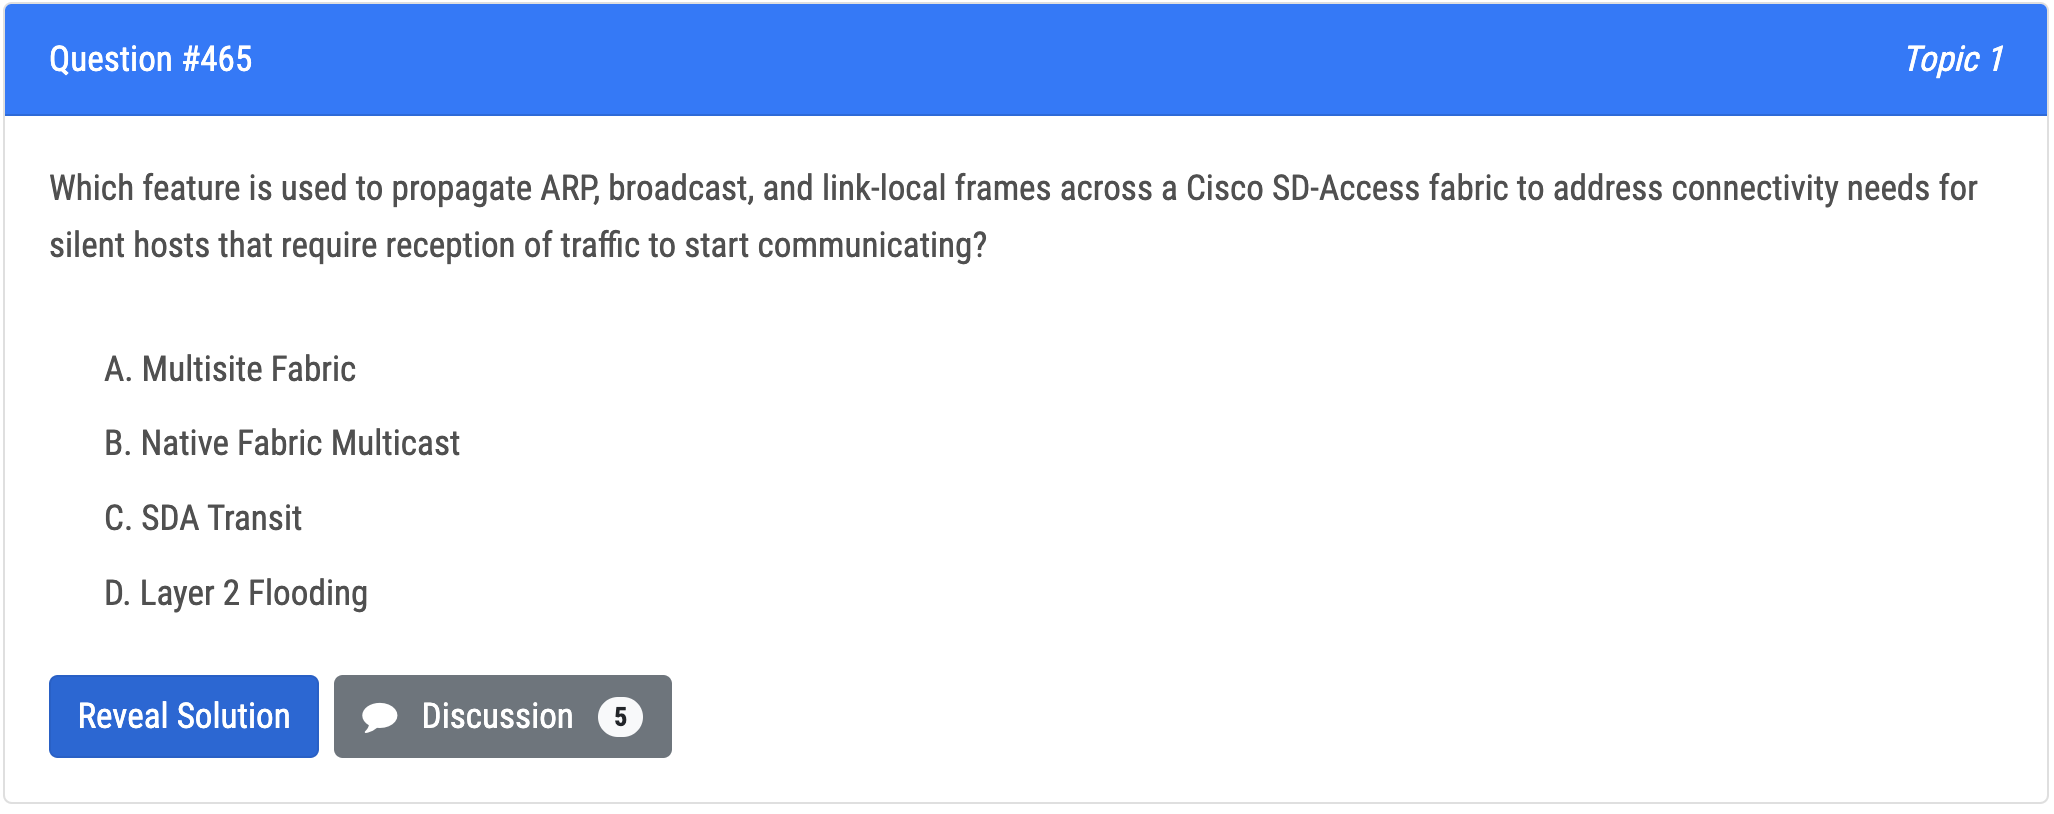 Question #465
Topic 1
Which feature is used to propagate ARP, broadcast, and link-local frames across a Cisco SD-Access fabric to address connectivity needs for
silent hosts that require reception of traffic to start communicating?
A. Multisite Fabric
B. Native Fabric Multicast
C. SDA Transit
D. Layer 2 Flooding
Reveal Solution
Discussion 5